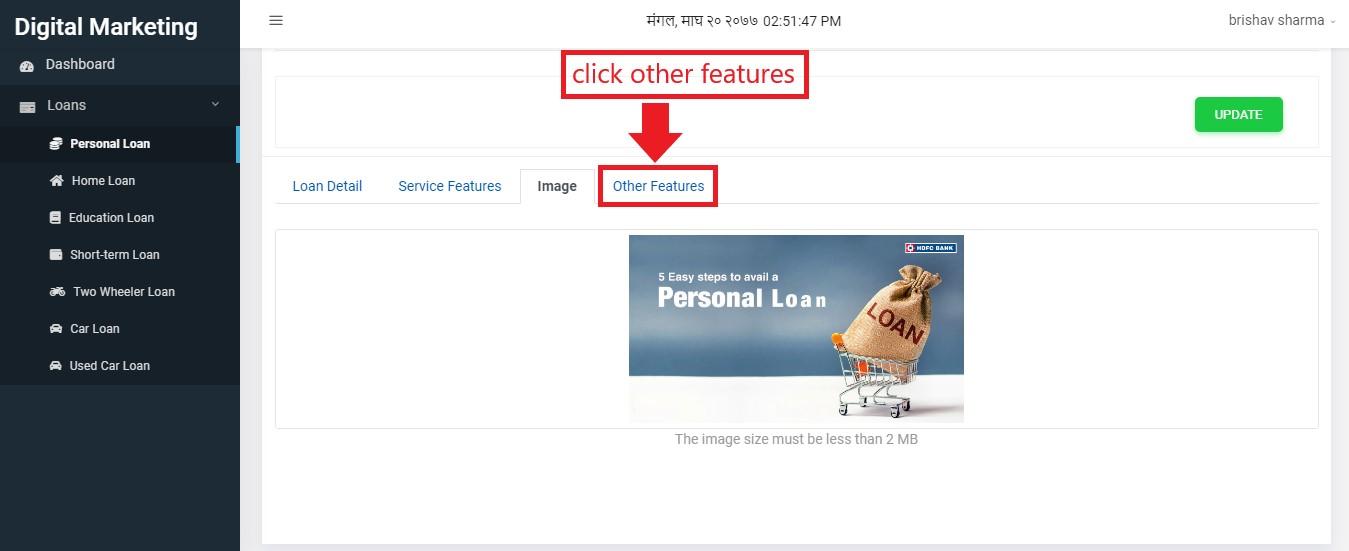 Digital Marketing
मंगल, माघ २० २०७७ 02:51:47 PM
brishav sharma
Dashboard
Loans
Personal Loan
Home Loan
Education Loan
Short-term Loan
Two Wheeler Loan
Car Loan
Used Car Loan
click other features
UPDATE
Loan Detail
Service Features
Image
Other Features
HDFC BANK
5 Easy steps to avail a
Personal Loan
LOAN
The image size must be less than 2 MB